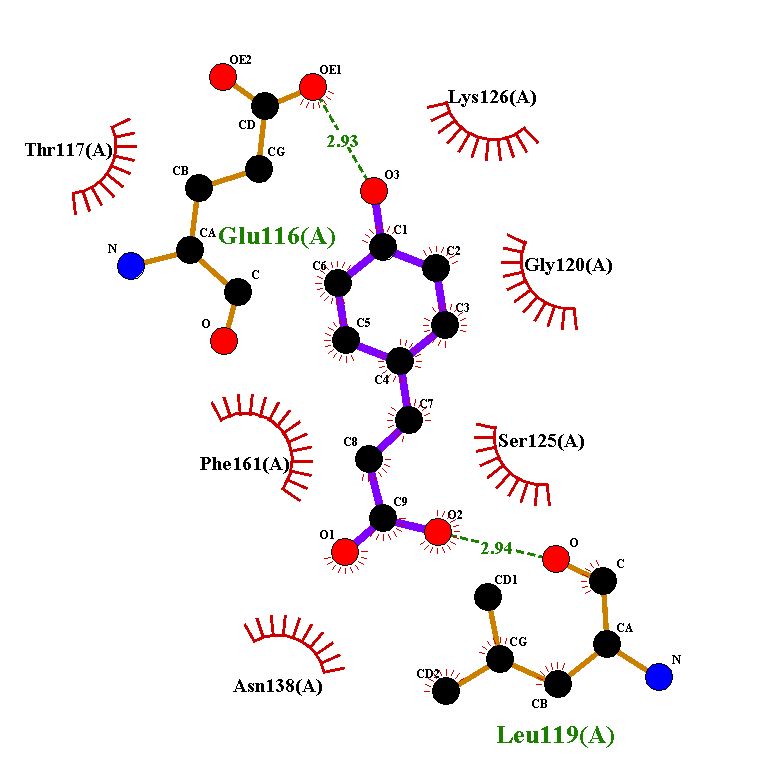 OE2
OE1
Lys126(A)
CD
2.93
Thr117(A)
CG
CB
O3
CA
Glu116(A)
C1
N
C2
C6
Gly120(A)
C
C3
O
C5
C4
C7
C8
Ser125(A)
Phe161(A)
C9
O2
O1
2.94
O
C
CD1
CA
CG
N
CD2
Asn138(A)
CB
Leu119(A)